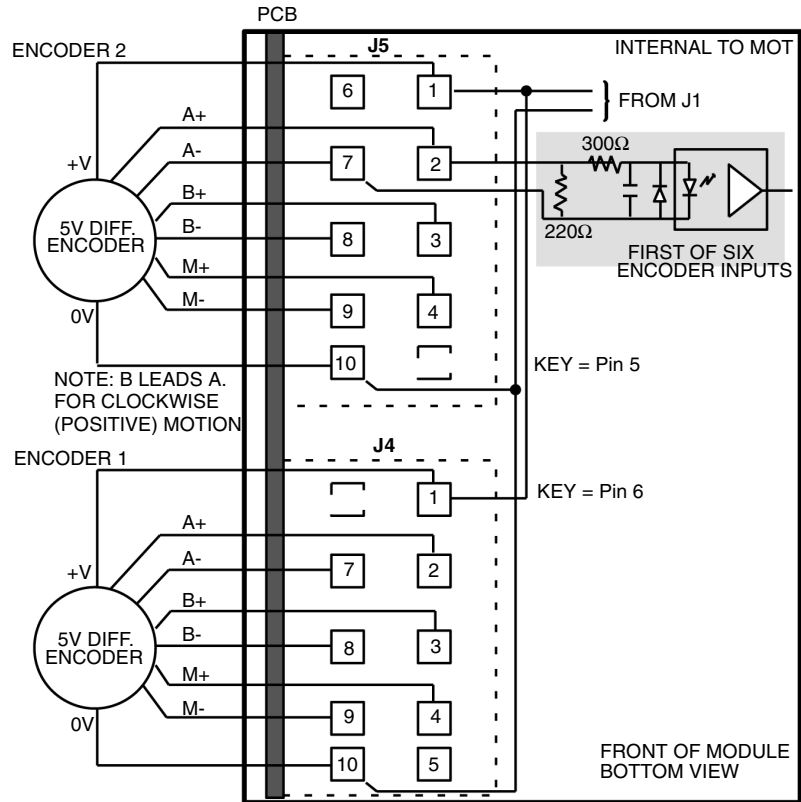 PCB
ENCODER 2
J5
INTERNAL TO MOT
6
1
FROM J1
A+
300Ω
+V
A-
7
2
B+
5V DIFF.
ENCODER
B-
8
3
220Ω
FIRST OF SIX
ENCODER INPUTS
M+
M-
9
4
0V
10
KEY = Pin 5
NOTE: B LEADS A.
FOR CLOCKWISE
(POSITIVE) MOTION
J4
ENCODER 1
1
KEY = Pin 6
A+
+V
A-
7
2
B+
5V DIFF.
ENCODER
B-
8
3
M+
M-
9
4
0V
10
5
FRONT OF MODULE
BOTTOM VIEW